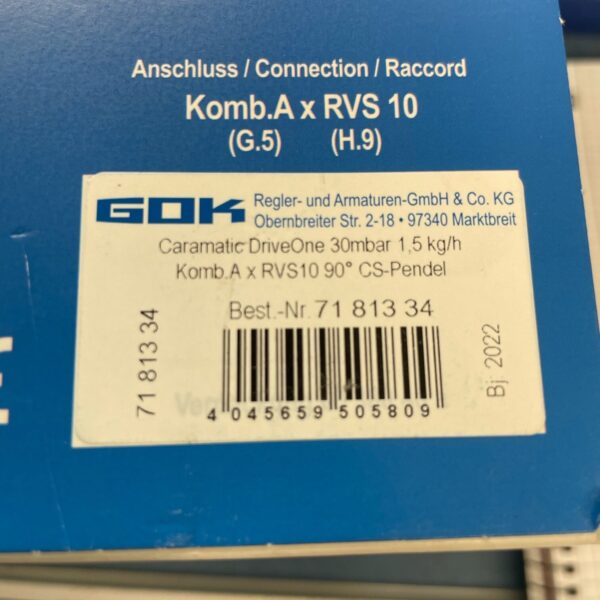 Anschluss / Connection / Raccord
Komb.A x RVS 10
(G.5) (H.9)
GOK
Regler- und Armaturen-GmbH & Co. KG
Obernbreiter Str. 2-18 • 97340 Marktbreit
Caramatic DriveOne 30mbar 1,5 kg/h
Komb.A x RVS10 90° CS-Pendel
Best.-Nr. 71 813 34
71 813 34
Bj. 2022
4 045659 505809